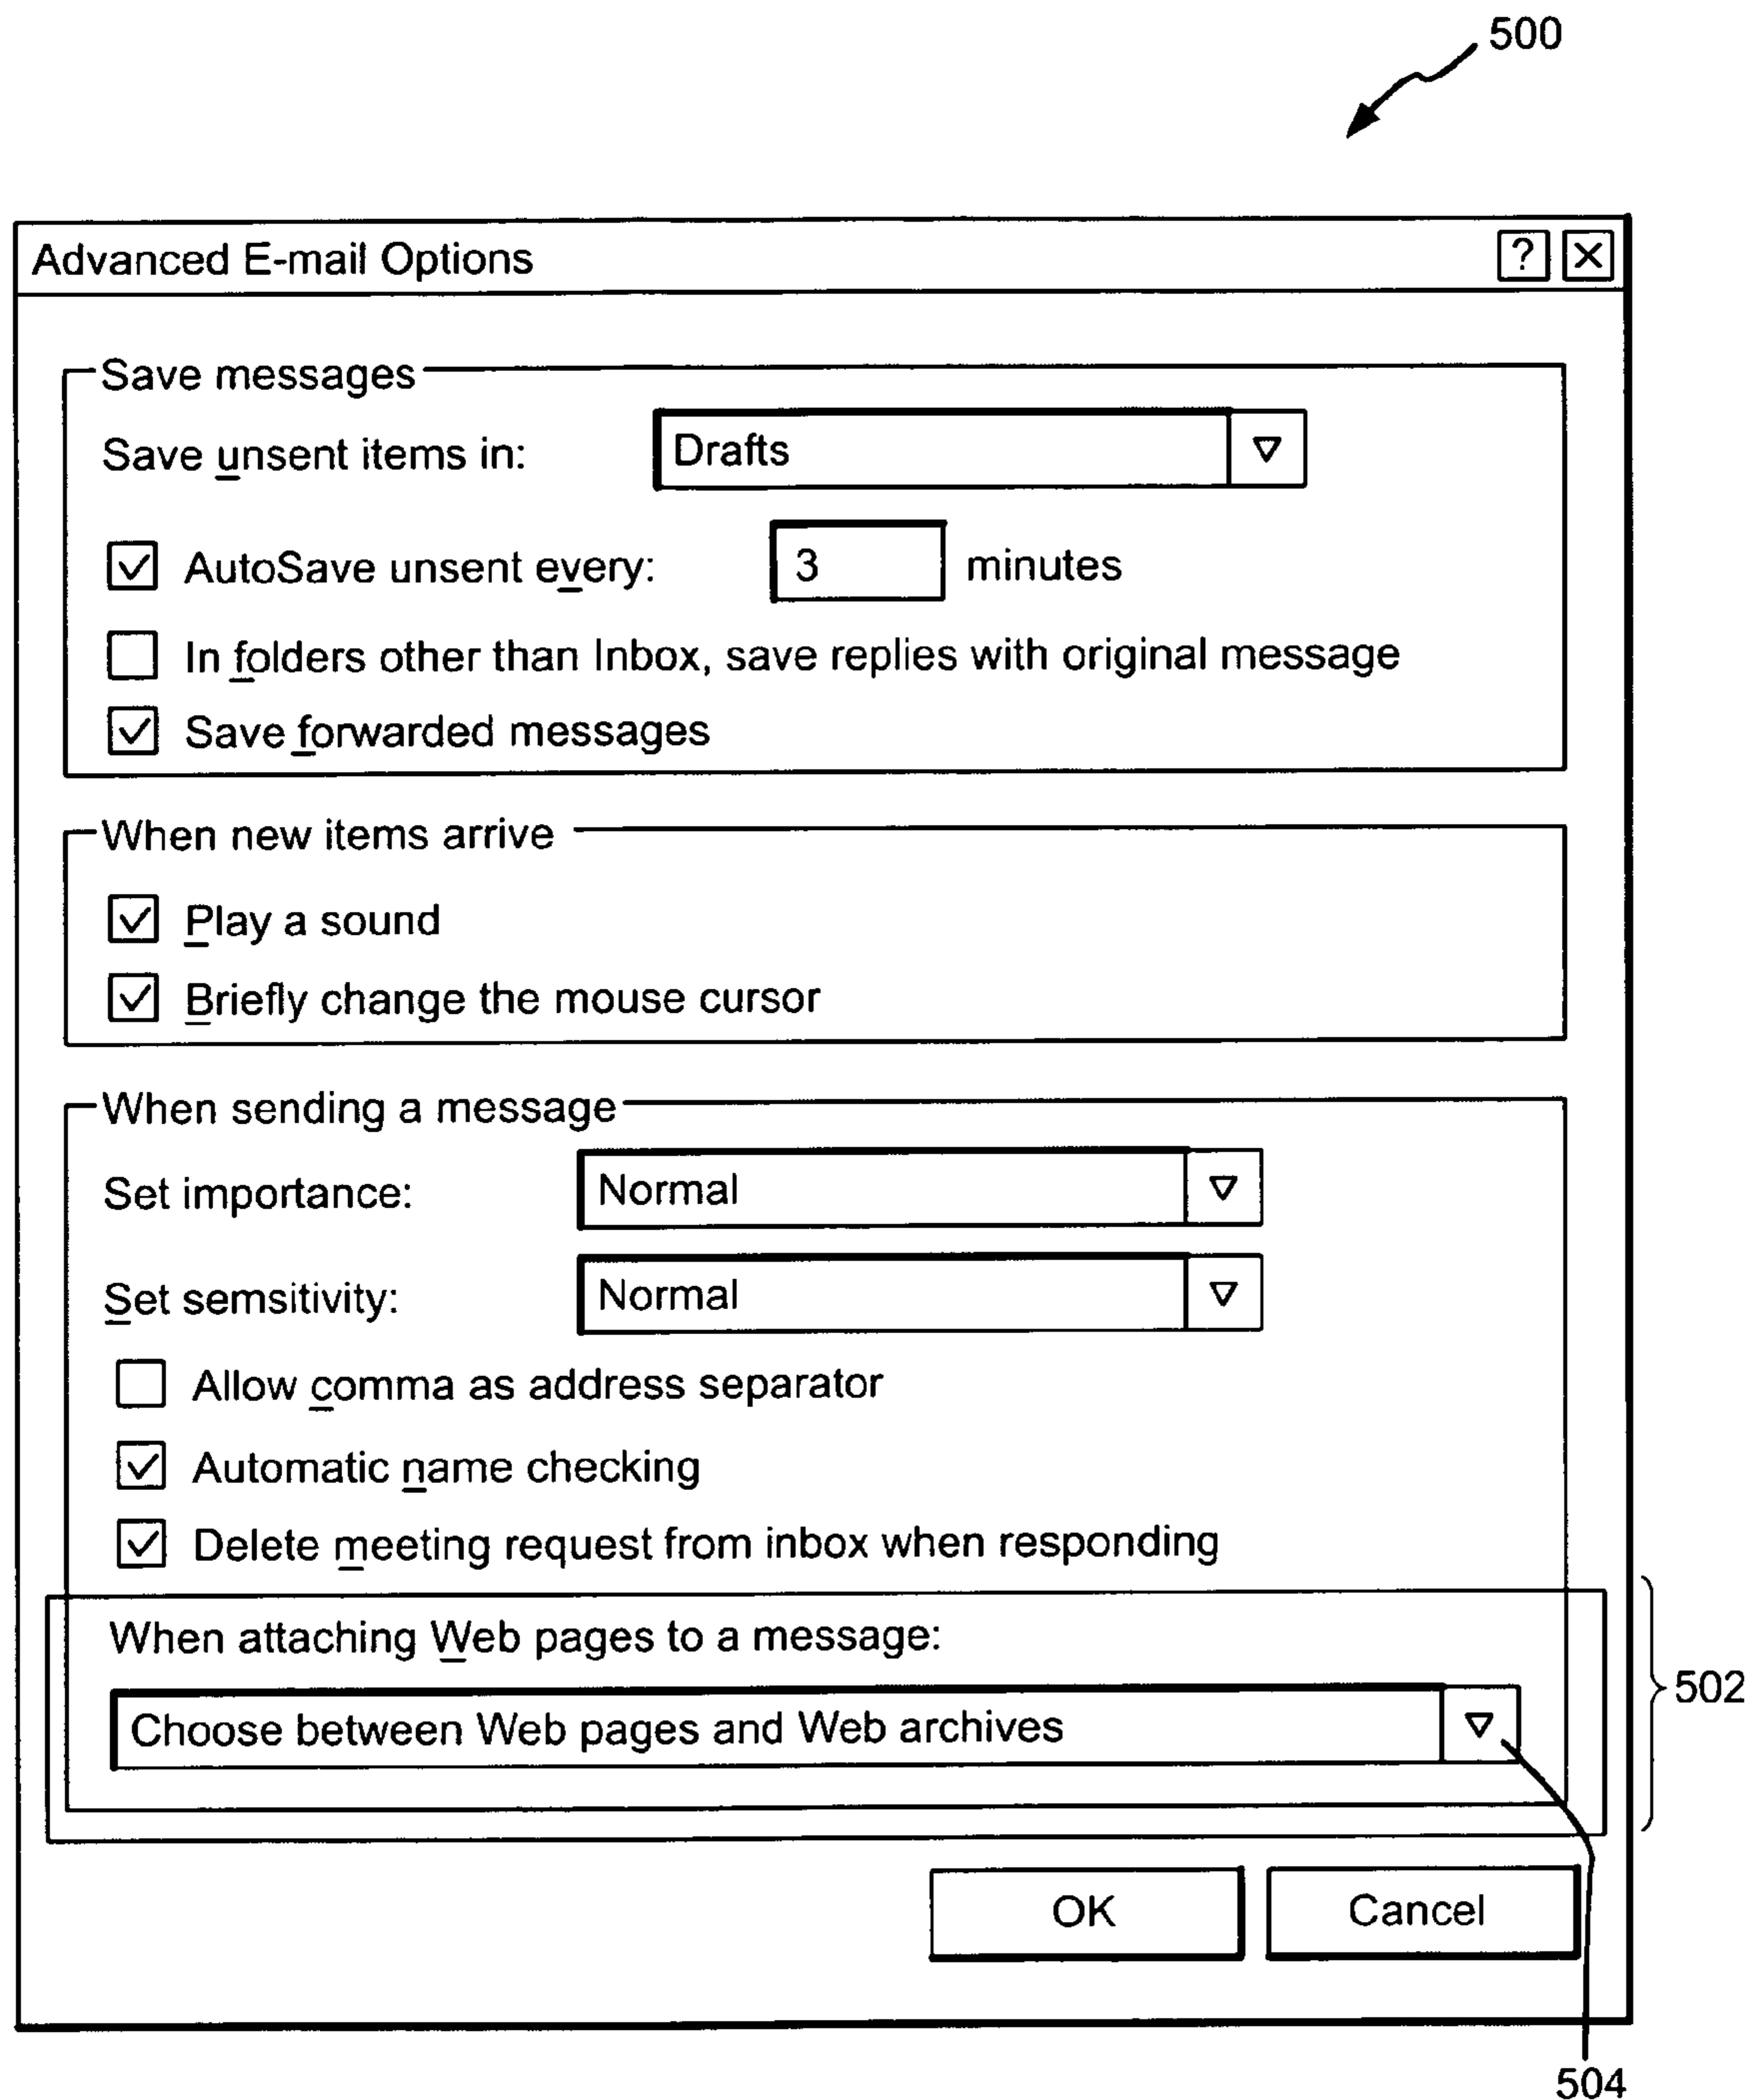 500
Advanced E-mail Options ? X
Save messages
Save unsent items in: Drafts
AutoSave unsent every: 3 minutes
In folders other than Inbox, save replies with original message
Save forwarded messages
When new items arrive
Play a sound
Briefly change the mouse cursor
When sending a message
Set importance: Normal
Set semsitivity: Normal
Allow comma as address separator
Automatic name checking
Delete meeting request from inbox when responding
When attaching Web pages to a message:
502
Choose between Web pages and Web archives
OK Cancel
504